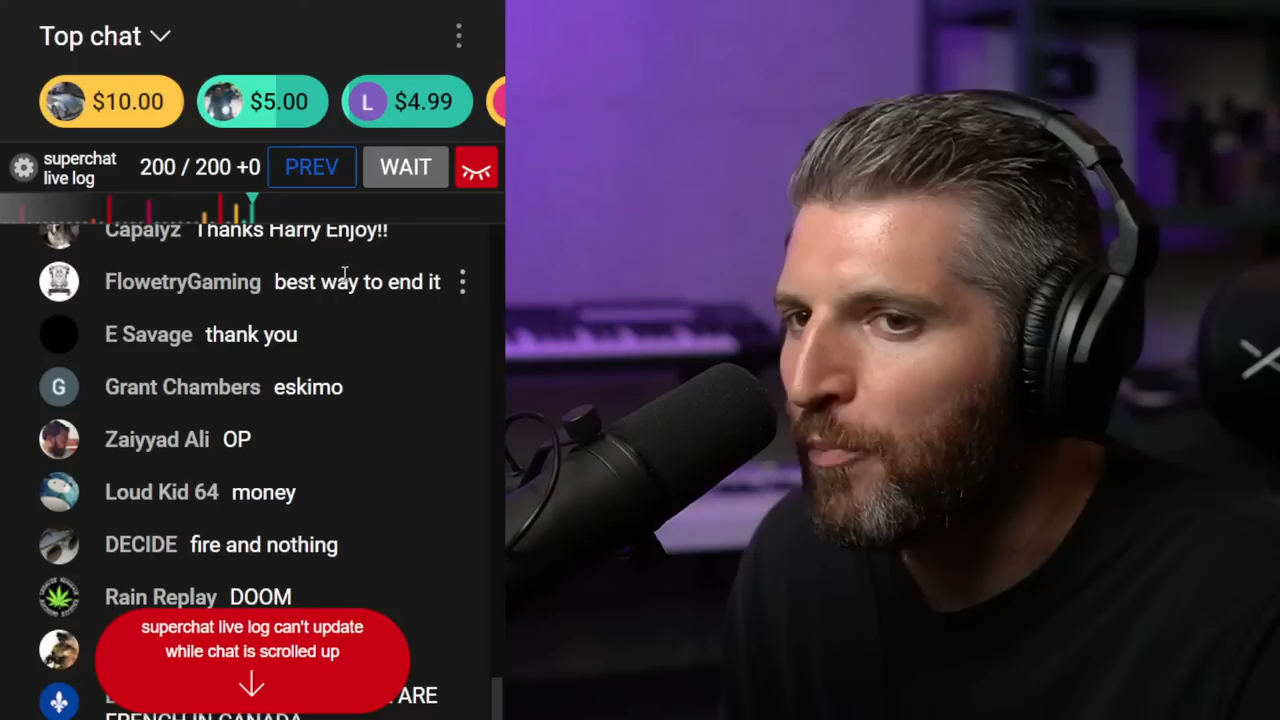 Top chat
$10.00 $5.00 L $4.99
superchat live log 200 / 200 +0 PREV WAIT
Capalyz Thanks Harry Enjoy!!
FlowetryGaming best way to end it
E Savage thank you
G Grant Chambers eskimo
Zaiyyad Ali OP
Loud Kid 64 money
DECIDE fire and nothing
Rain Replay DOOM
superchat live log can't update
while chat is scrolled up
ARE
FRENCH IN CANADA